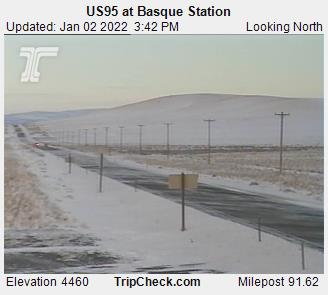 US95 at Basque Station
Updated: Jan 02 2022 3:42 PM Looking North
Elevation 4460 TripCheck.com Milepost 91.62